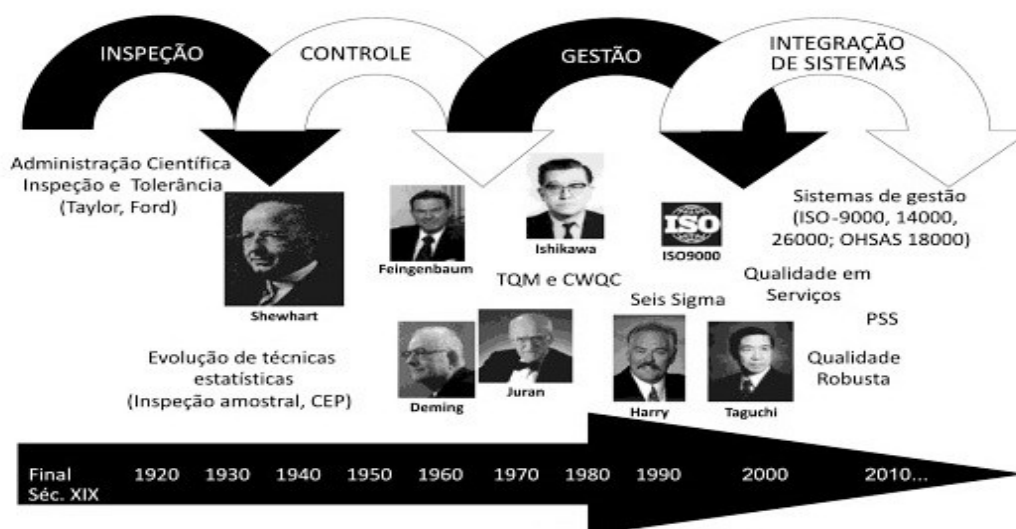 INSPEÇÃO
CONTROLE
GESTÃO
INTEGRAÇÃO
DE SISTEMAS
Administração Científica
Inspeção e Tolerância
(Taylor, Ford)
Shewhart
Feingenbaum
Ishikawa
ISO
ISO9000
Sistemas de gestão
(ISO-9000, 14000,
26000; OHSAS 18000)
TQM e CWQC
Qualidade em
Serviços
Seis Sigma
PSS
Evolução de técnicas
estatísticas
(Inspeção amostral, CEP)
Deming
Juran
Harry
Taguchi
Qualidade
Robusta
Final
Séc. XIX
1920 1930 1940 1950 1960 1970 1980 1990 2000 2010...